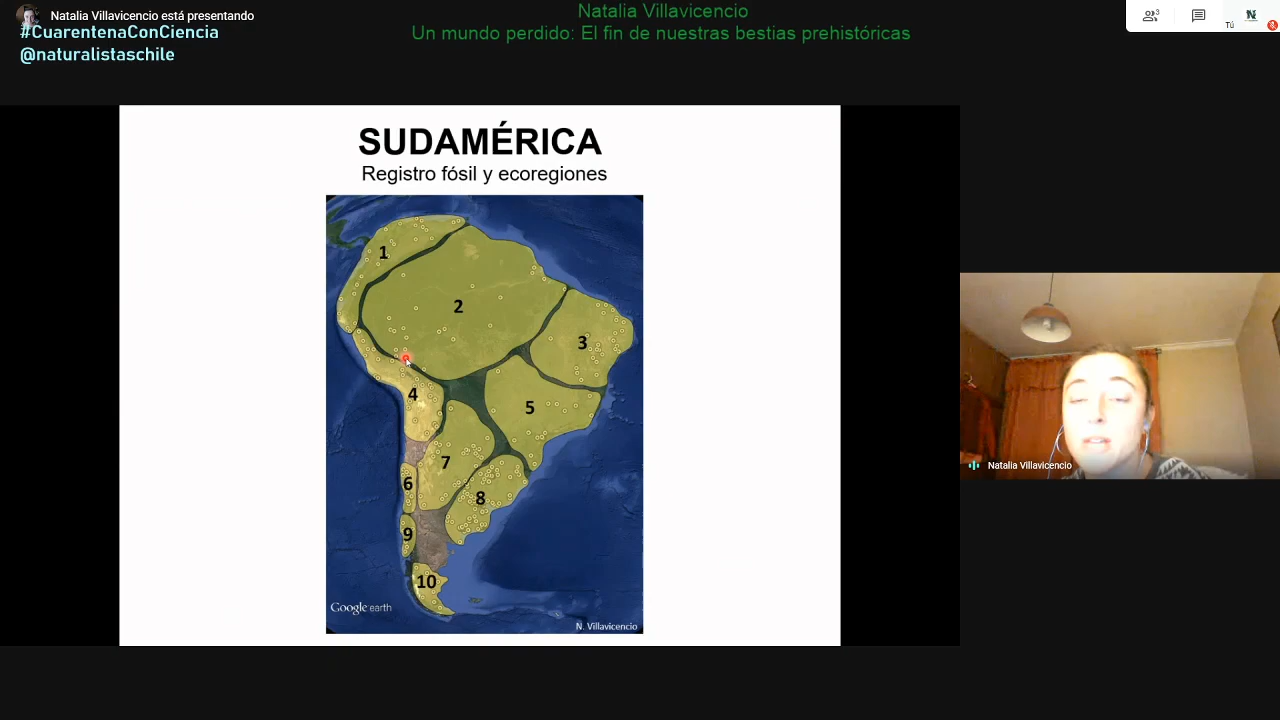 Natalia Villavicencio está presentando
#CuarentenaConCiencia
@naturalistaschile
Natalia Villavicencio
Un mundo perdido: El fin de nuestras bestias prehistóricas
3
Tú
SUDAMÉRICA
Registro fósil y ecoregiones
1
2
3
4
5
6
7
8
9
10
Google earth
N. Villavicencio
Natalia Villavicencio